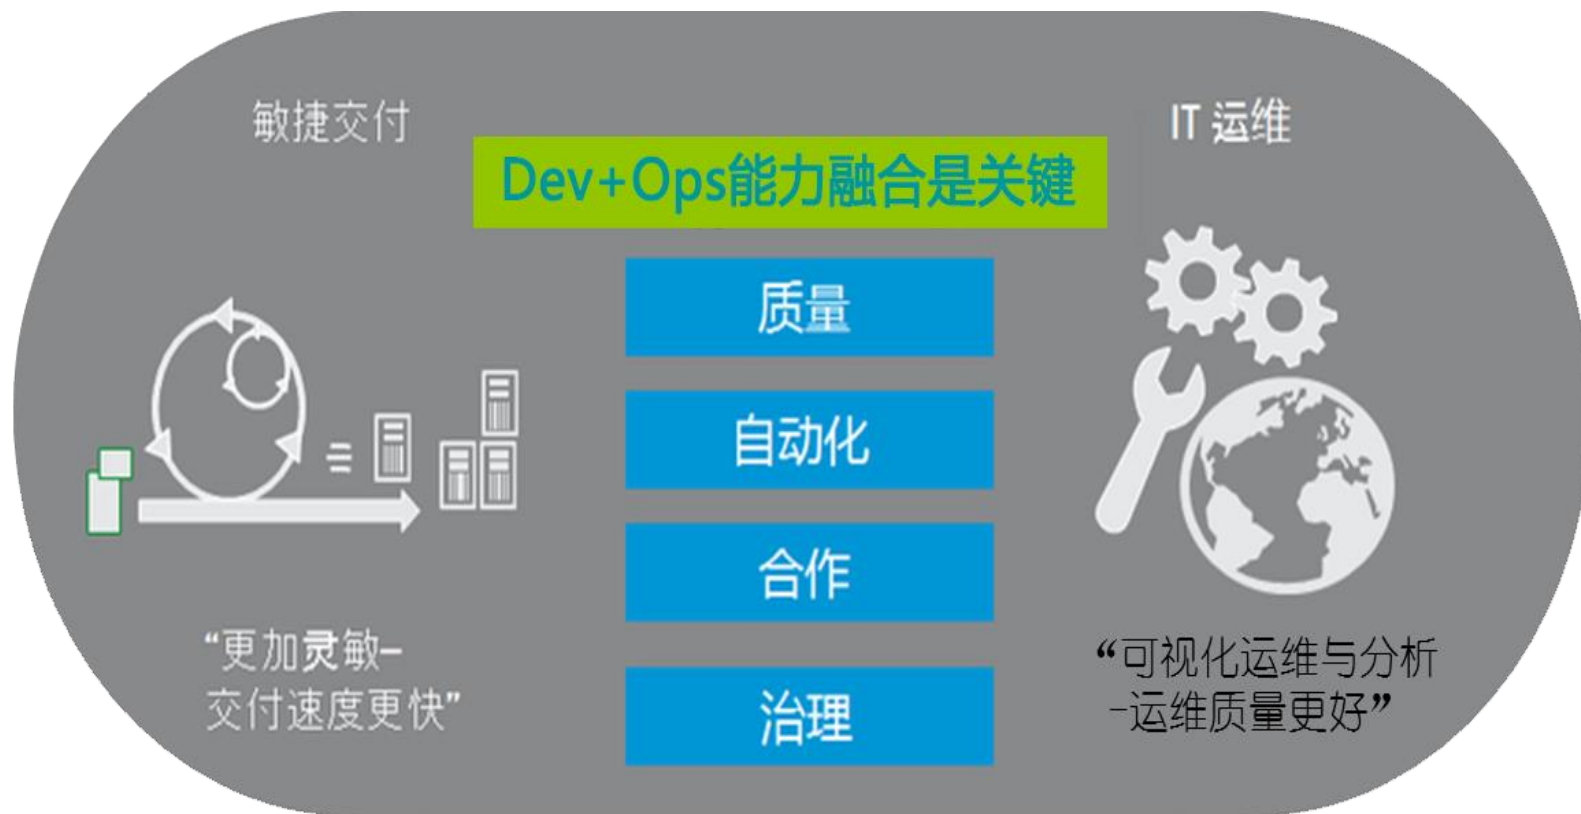 敏捷交付
IT 运维
Dev+Ops能力融合是关键
质量
自动化
合作
治理
“更加灵敏–
交付速度更快”
“可视化运维与分析
–运维质量更好”